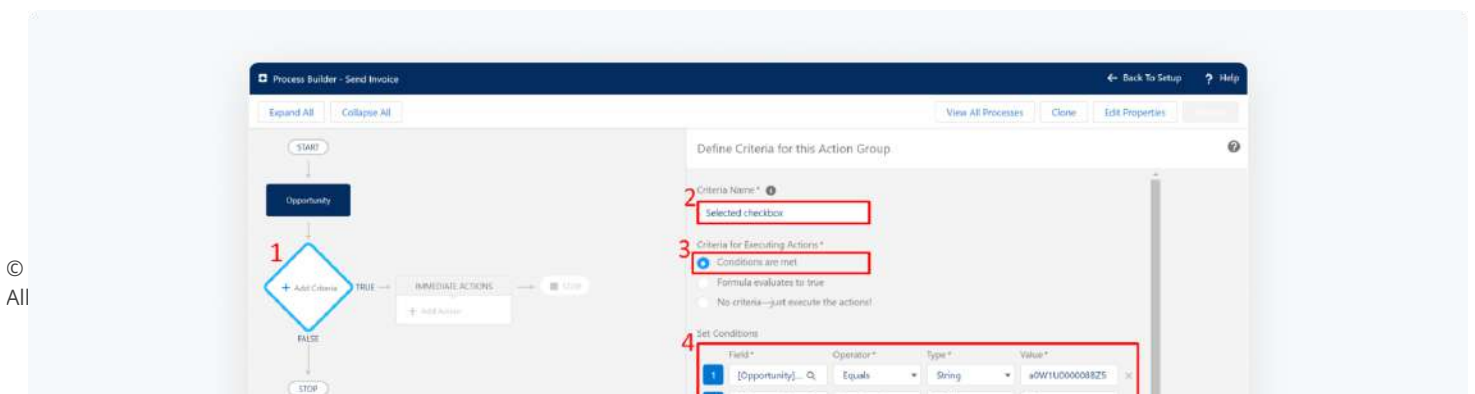 Process Builder - Send Invoice
← Back To Setup
? Help
Expand All
Collapse All
View All Processes
Clone
Edit Properties
START
Define Criteria for this Action Group
Criteria Name *
2
Opportunity
Selected checkbox
1
3
Criteria for Executing Actions *
©
Conditions are met
All
+ Add Criteria
TRUE
IMMEDIATE ACTIONS
STOP
Formula evaluates to true
+ Add Action
No criteria—just execute the actions!
FALSE
Set Conditions
4
Field *
Operator *
Type *
Value *
STOP
1
[Opportunity]...
Equals
String